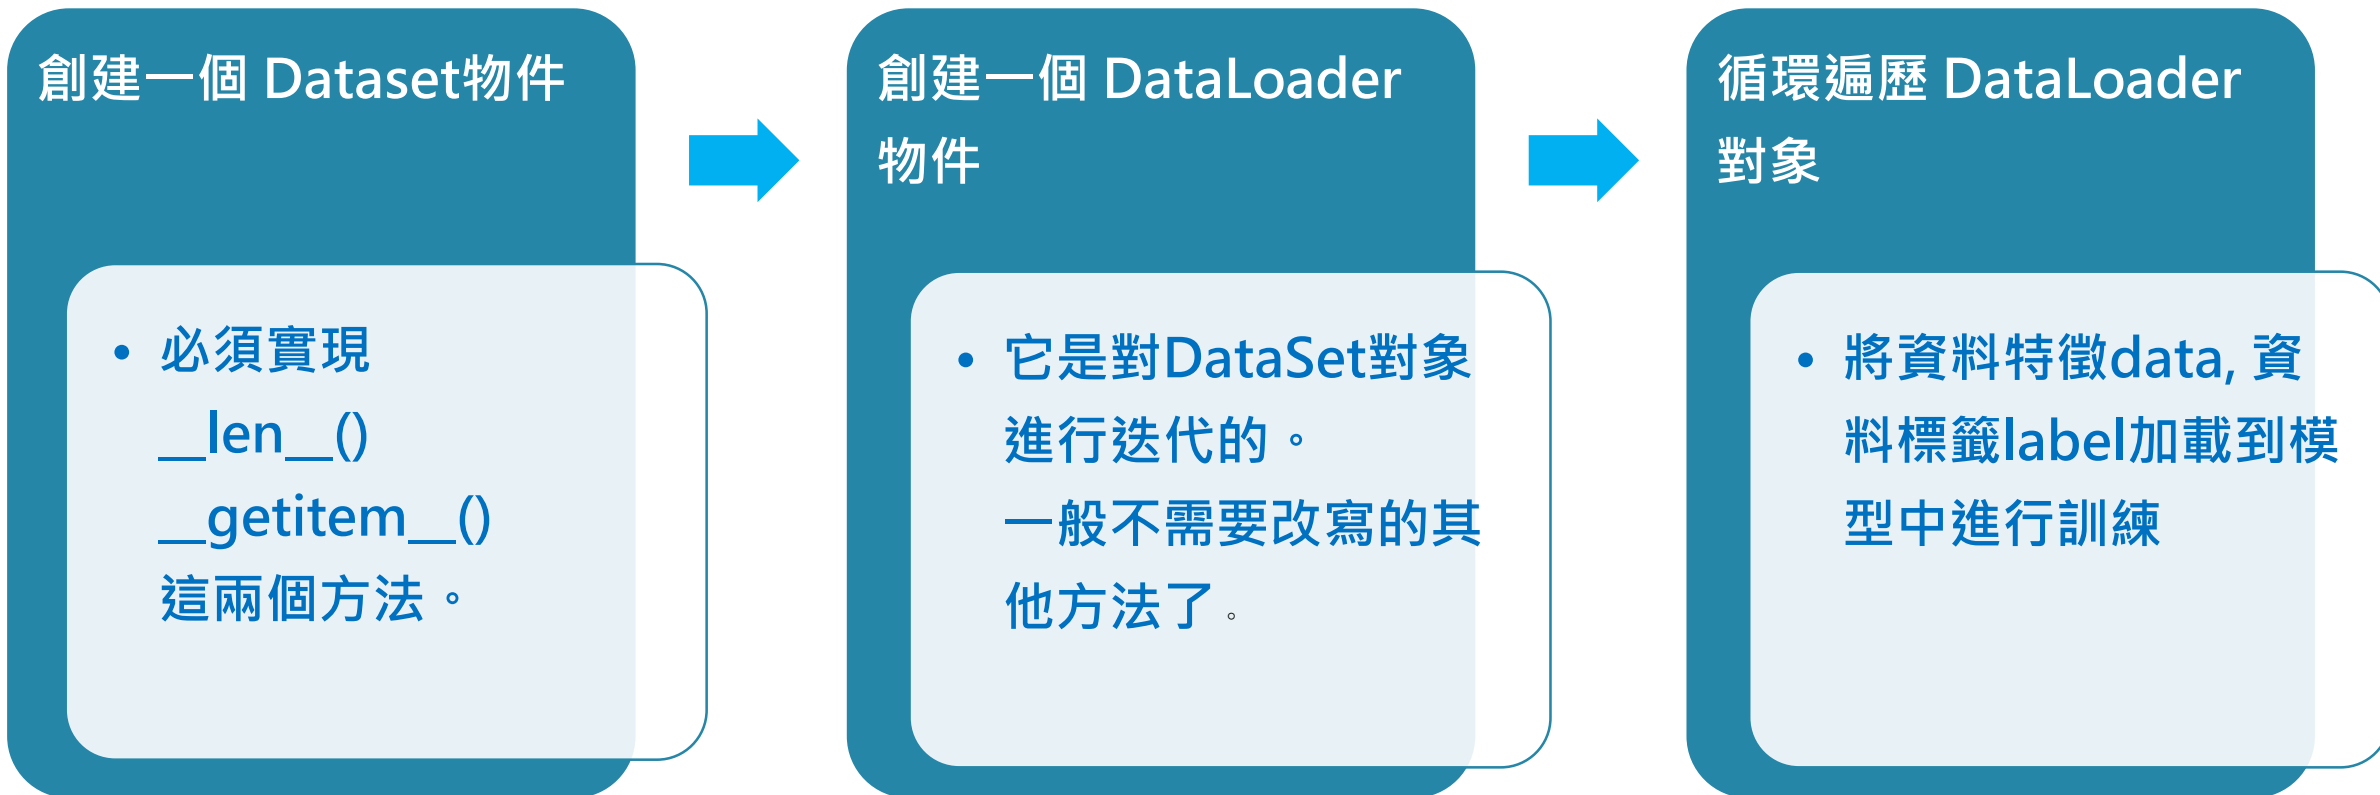 創建一個 Dataset物件
• 必須實現
__len__()
__getitem__()
這兩個方法。
創建一個 DataLoader
物件
• 它是對DataSet對象
進行迭代的。
一般不需要改寫的其
他方法了。
循環遍歷 DataLoader
對象
• 將資料特徵data, 資
料標籤label加載到模
型中進行訓練